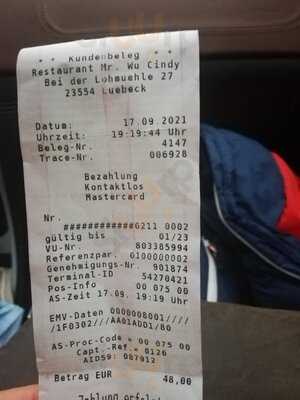 * * Kundenbeleg * *
Restaurant Mr. Wu Cindy
Bei der Lohmuehle 27
23554 Luebeck
Datum: 17.09.2021
Uhrzeit: 19:19:44 Uhr
Beleg-Nr. 4147
Trace-Nr. 006928
Bezahlung
Kontaktlos
Mastercard
Nr.
############6211 0002
gültig bis 01/23
VU-Nr. 803385994
Referenzpar. 0100000002
Genehmigungs-Nr. 901874
Terminal-ID 54270421
Pos-Info 00 075 00
AS-Zeit 17.09. 19:19 Uhr
EMV-Daten 0000008001////
/1F0302///AA01ADD1/80
AS-Proc-Code = 00 075 00
Capt.-Ref.= 0126
AID59: 087912
Betrag EUR 48,00
Zahlung